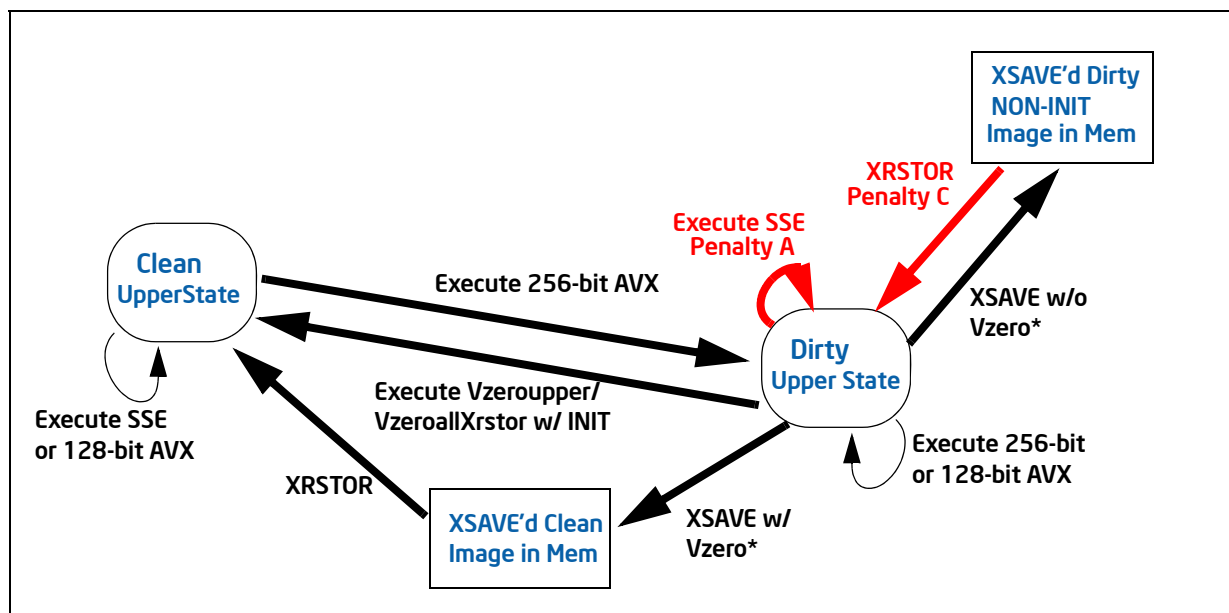 XSAVE'd Dirty
NON-INIT
Image in Mem
XRSTOR
Penalty C
Execute SSE
Penalty A
Clean
UpperState
Execute 256-bit AVX
XSAVE w/o
Vzero*
Dirty
Upper State
Execute Vzeroupper/
VzeroallXrstor w/ INIT
Execute SSE
or 128-bit AVX
Execute 256-bit
or 128-bit AVX
XRSTOR
XSAVE'd Clean
Image in Mem
XSAVE w/
Vzero*